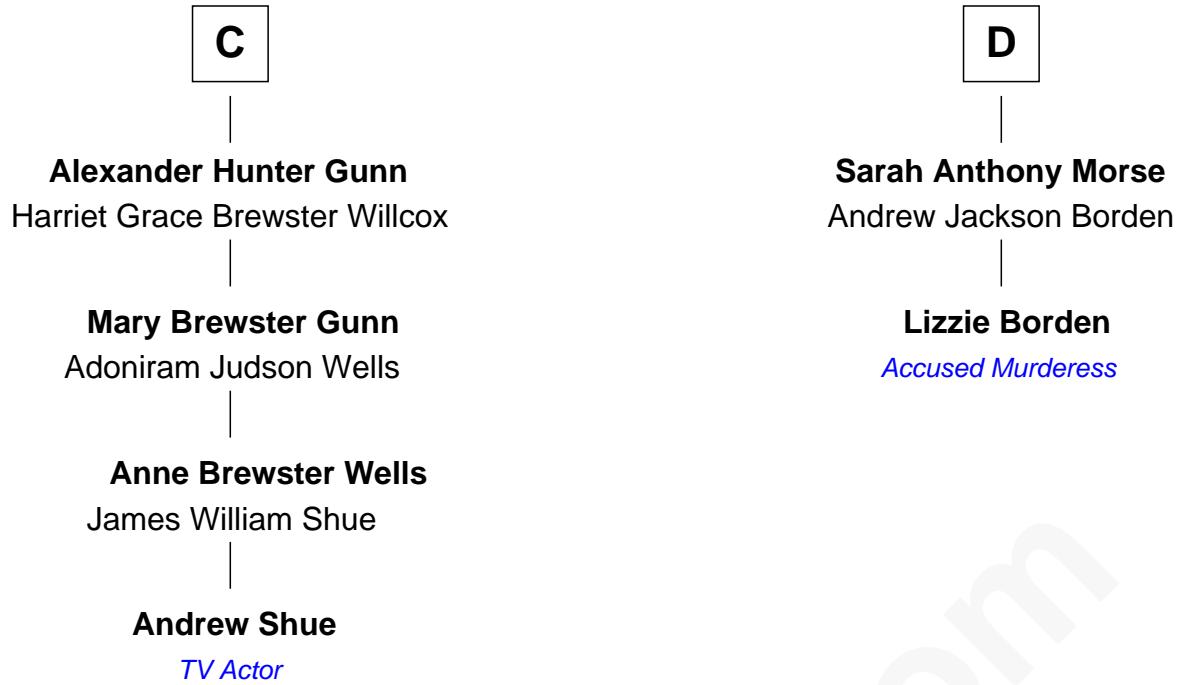 C
Alexander Hunter Gunn
Harriet Grace Brewster Willcox
Mary Brewster Gunn
Adoniram Judson Wells
Anne Brewster Wells
James William Shue
Andrew Shue
TV Actor
D
Sarah Anthony Morse
Andrew Jackson Borden
Lizzie Borden
Accused Murderess
om